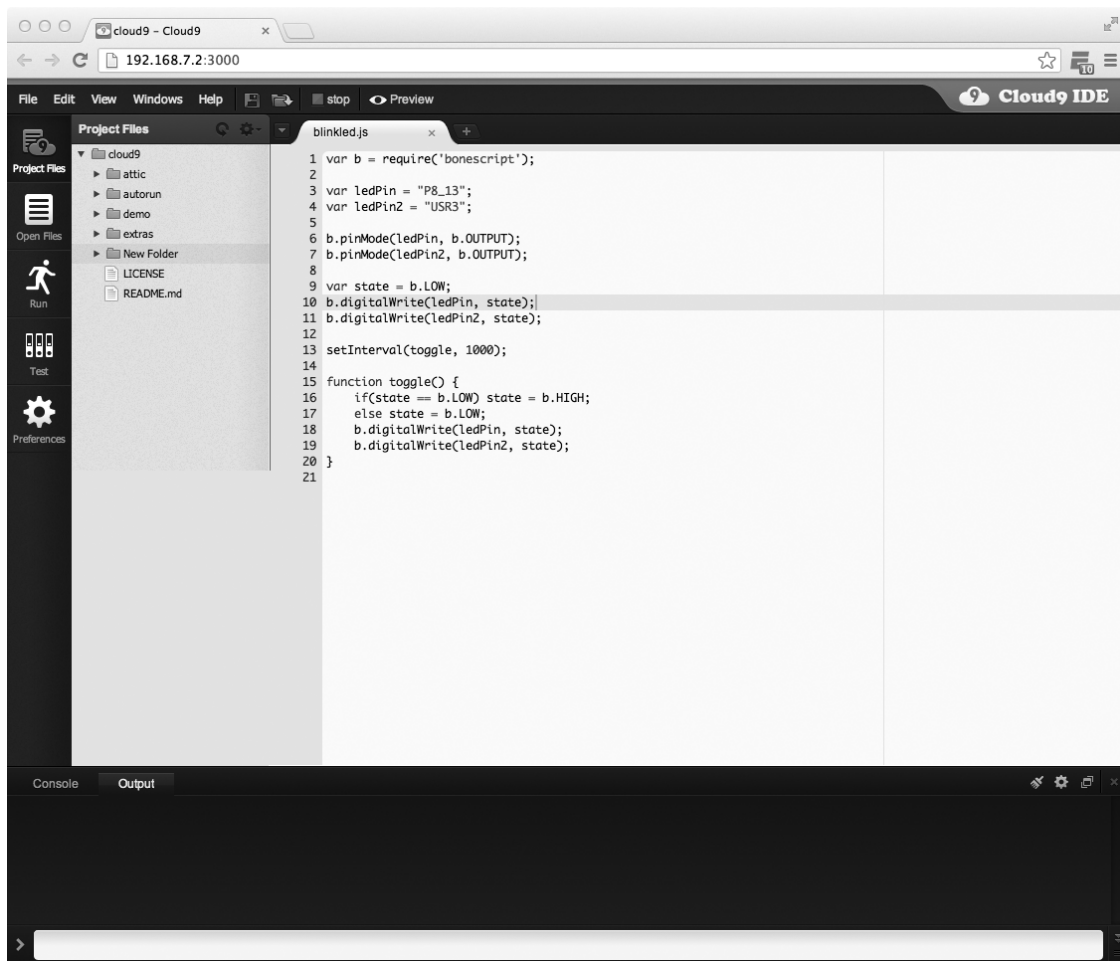 cloud9 – Cloud9
192.168.7.2:3000
10
File Edit View Windows Help stop Preview
Cloud9 IDE
Project Files
Open Files
Run
Test
Preferences
Project Files
cloud9
attic
autorun
demo
extras
New Folder
LICENSE
README.md
blinkled.js
1 var b = require('bonescript');
2
3 var ledPin = "P8_13";
4 var ledPin2 = "USR3";
5
6 b.pinMode(ledPin, b.OUTPUT);
7 b.pinMode(ledPin2, b.OUTPUT);
8
9 var state = b.LOW;
10 b.digitalWrite(ledPin, state);
11 b.digitalWrite(ledPin2, state);
12
13 setInterval(toggle, 1000);
14
15 function toggle() {
16     if(state == b.LOW) state = b.HIGH;
17     else state = b.LOW;
18     b.digitalWrite(ledPin, state);
19     b.digitalWrite(ledPin2, state);
20 }
21
Console Output